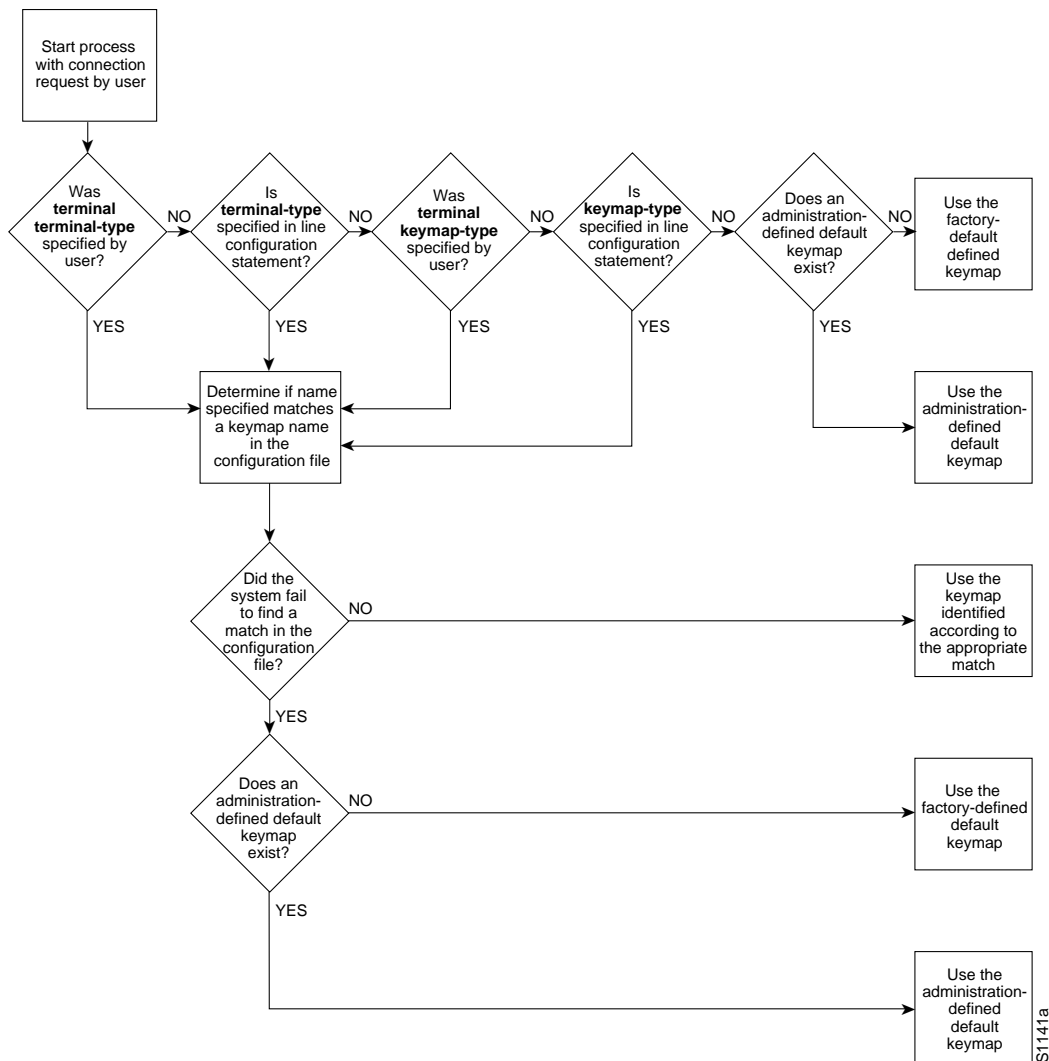 Start process
with connection
request by user
Was
terminal
terminal-type
specified by
user?
NO
YES
Is
terminal-type
specified in line
configuration
statement?
NO
YES
Was
terminal
keymap-type
specified by
user?
NO
YES
Is
keymap-type
specified in line
configuration
statement?
NO
YES
Does an
administration-
defined default
keymap
exist?
NO
YES
Use the
factory-
default
defined
keymap
Use the
administration-
defined
default
keymap
Determine if name
specified matches
a keymap name
in the
configuration file
Did the
system fail
to find a
match in the
configuration
file?
NO
YES
Use the
keymap
identified
according to
the appropriate
match
Does an
administration-
defined default
keymap
exist?
NO
YES
Use the
factory-defined
default
keymap
Use the
administration-
defined
default
keymap
S1141a